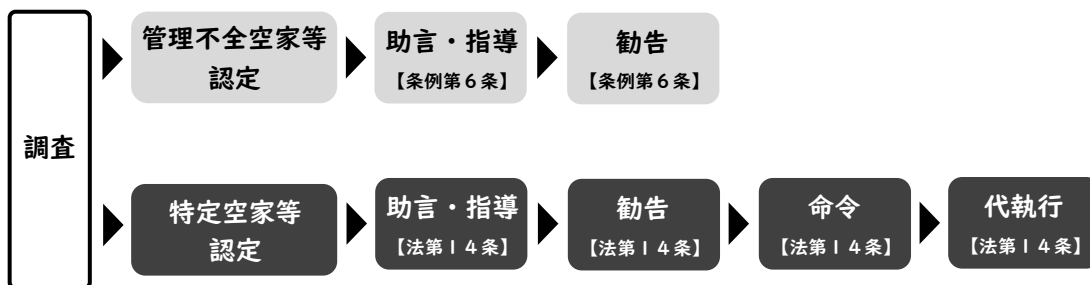 調査
管理不全空家等
認定
助言・指導
【条例第6条】
勧告
【条例第6条】
特定空家等
認定
助言・指導
【法第14条】
勧告
【法第14条】
命令
【法第14条】
代執行
【法第14条】